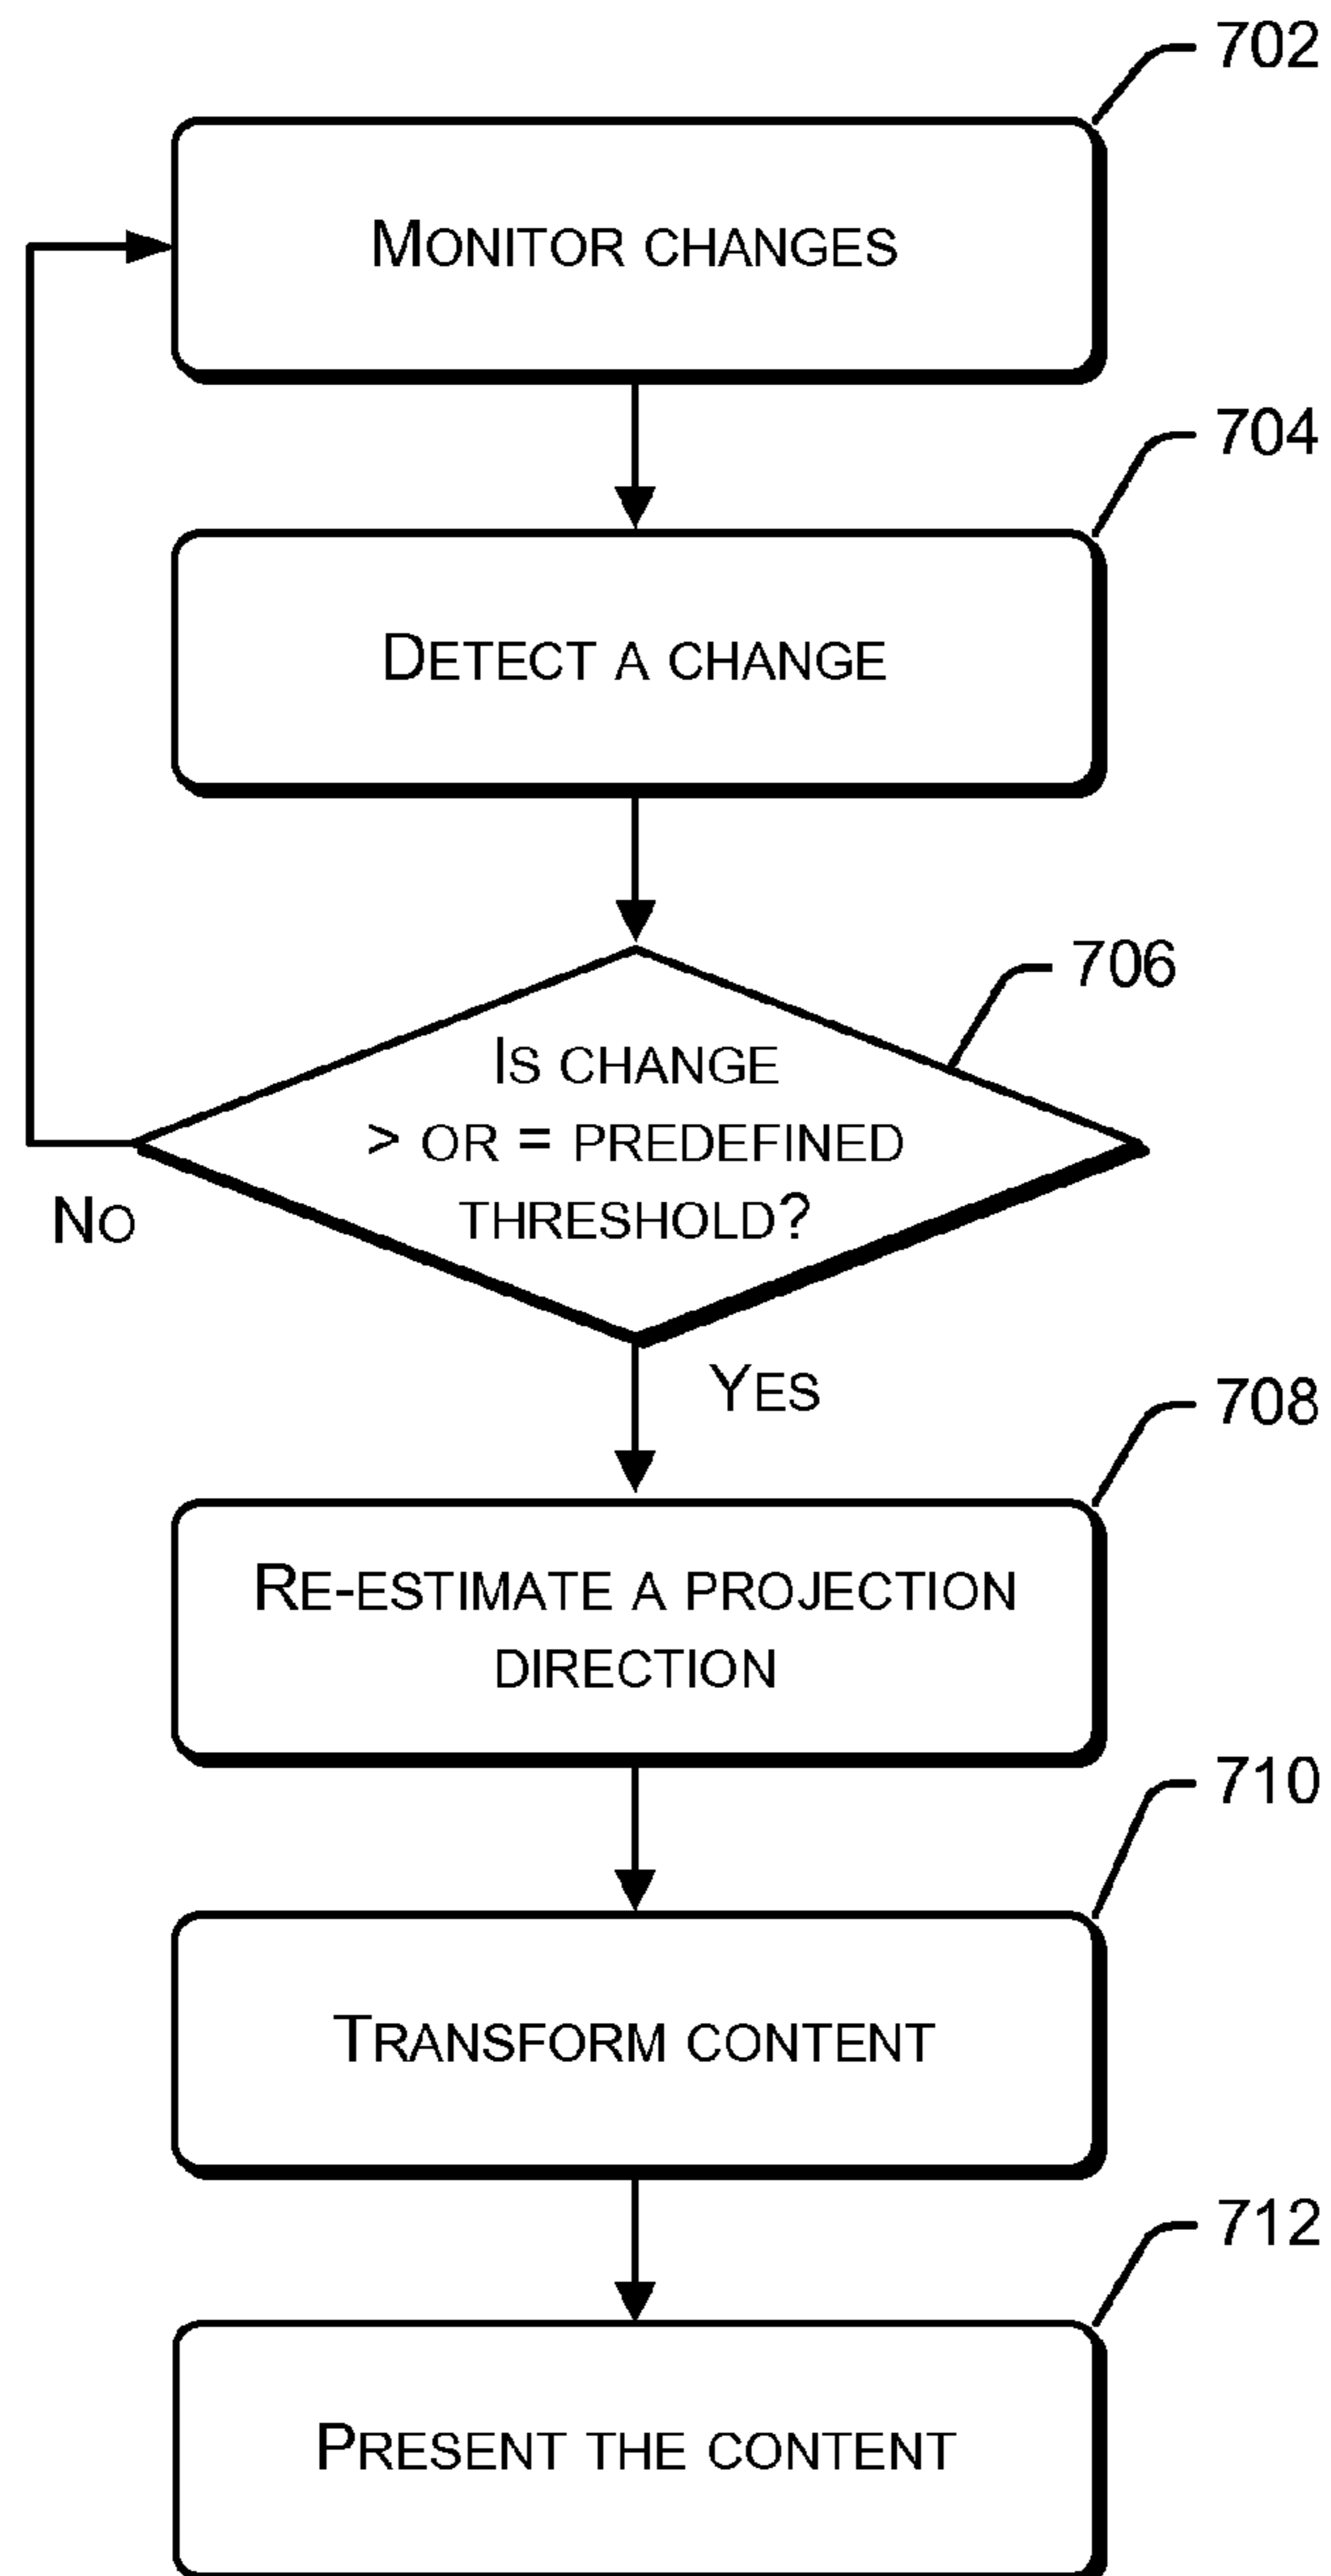 702
MONITOR CHANGES
704
DETECT A CHANGE
706
IS CHANGE
> OR = PREDEFINED
THRESHOLD?
NO
YES
708
RE-ESTIMATE A PROJECTION
DIRECTION
710
TRANSFORM CONTENT
712
PRESENT THE CONTENT